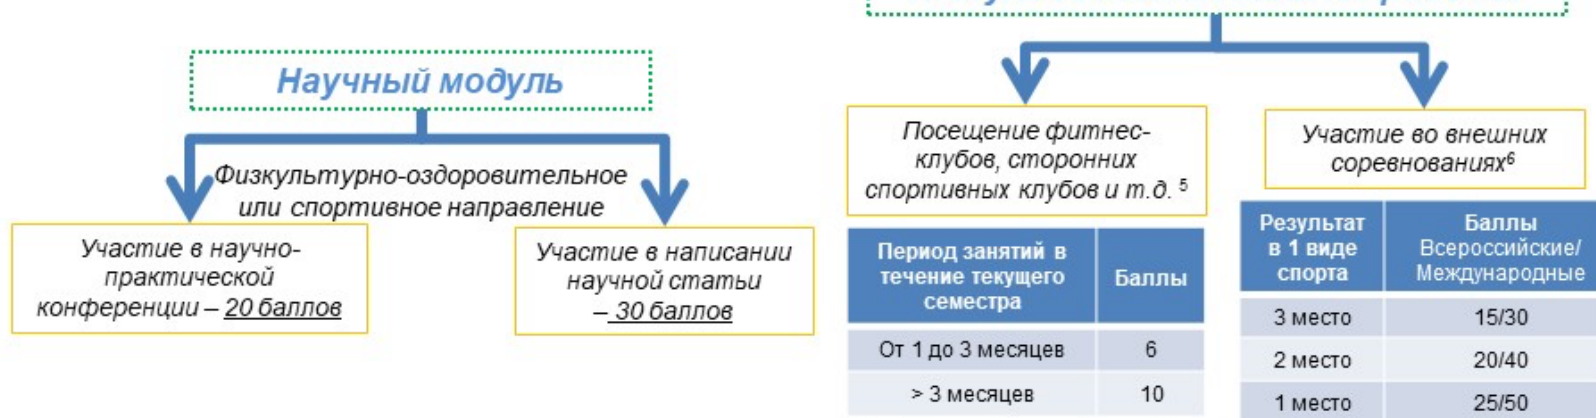 Научный модуль
Физкультурно-оздоровительное
или спортивное направление
Участие в научно-
практической
конференции – 20 баллов
Участие в написании
научной статьи
– 30 баллов
Посещение фитнес-
клубов, сторонних
спортивных клубов и т.д. 5
Период занятий в
течение текущего
семестра
Баллы
От 1 до 3 месяцев 6
> 3 месяцев 10
Участие во внешних
соревнованиях6
Результат
в 1 виде
спорта
Баллы
Всероссийские/
Международные
3 место 15/30
2 место 20/40
1 место 25/50